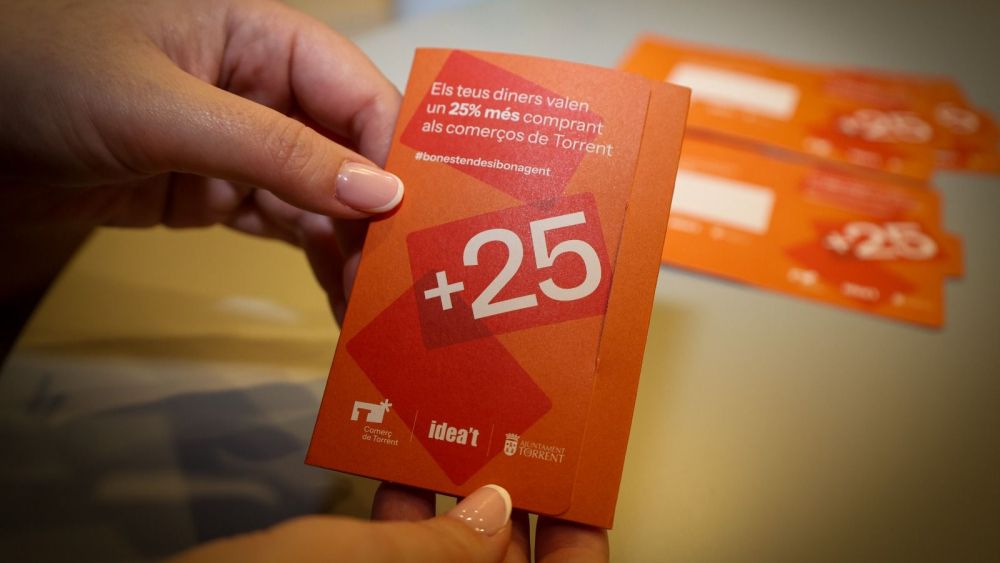 Els teus diners valen
un 25% més comprant
als comerços de Torrent
#bonestendesibonagent
+25
Comerç
de Torrent
idea't
AJUNTAMENT
TORRENT
+25
+25